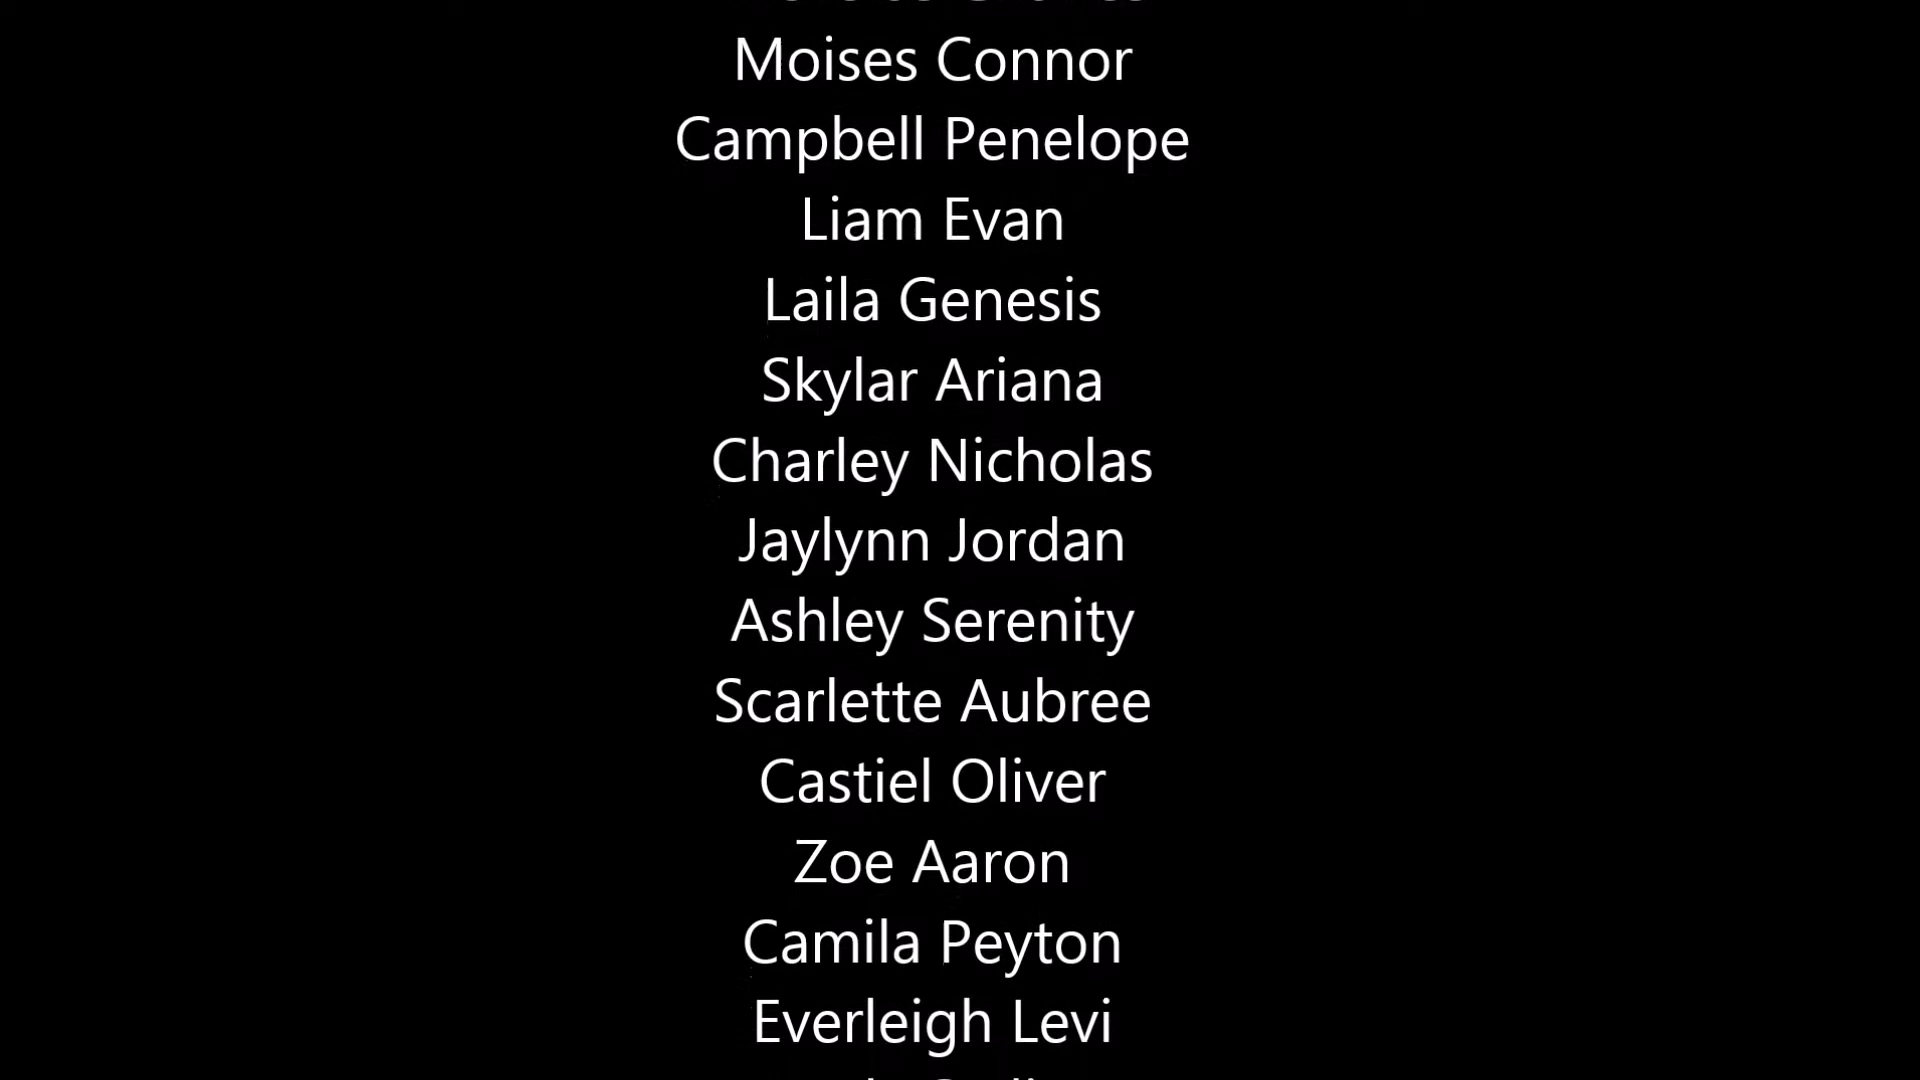 Moises Connor
Campbell Penelope
Liam Evan
Laila Genesis
Skylar Ariana
Charley Nicholas
Jaylynn Jordan
Ashley Serenity
Scarlette Aubree
Castiel Oliver
Zoe Aaron
Camila Peyton
Everleigh Levi